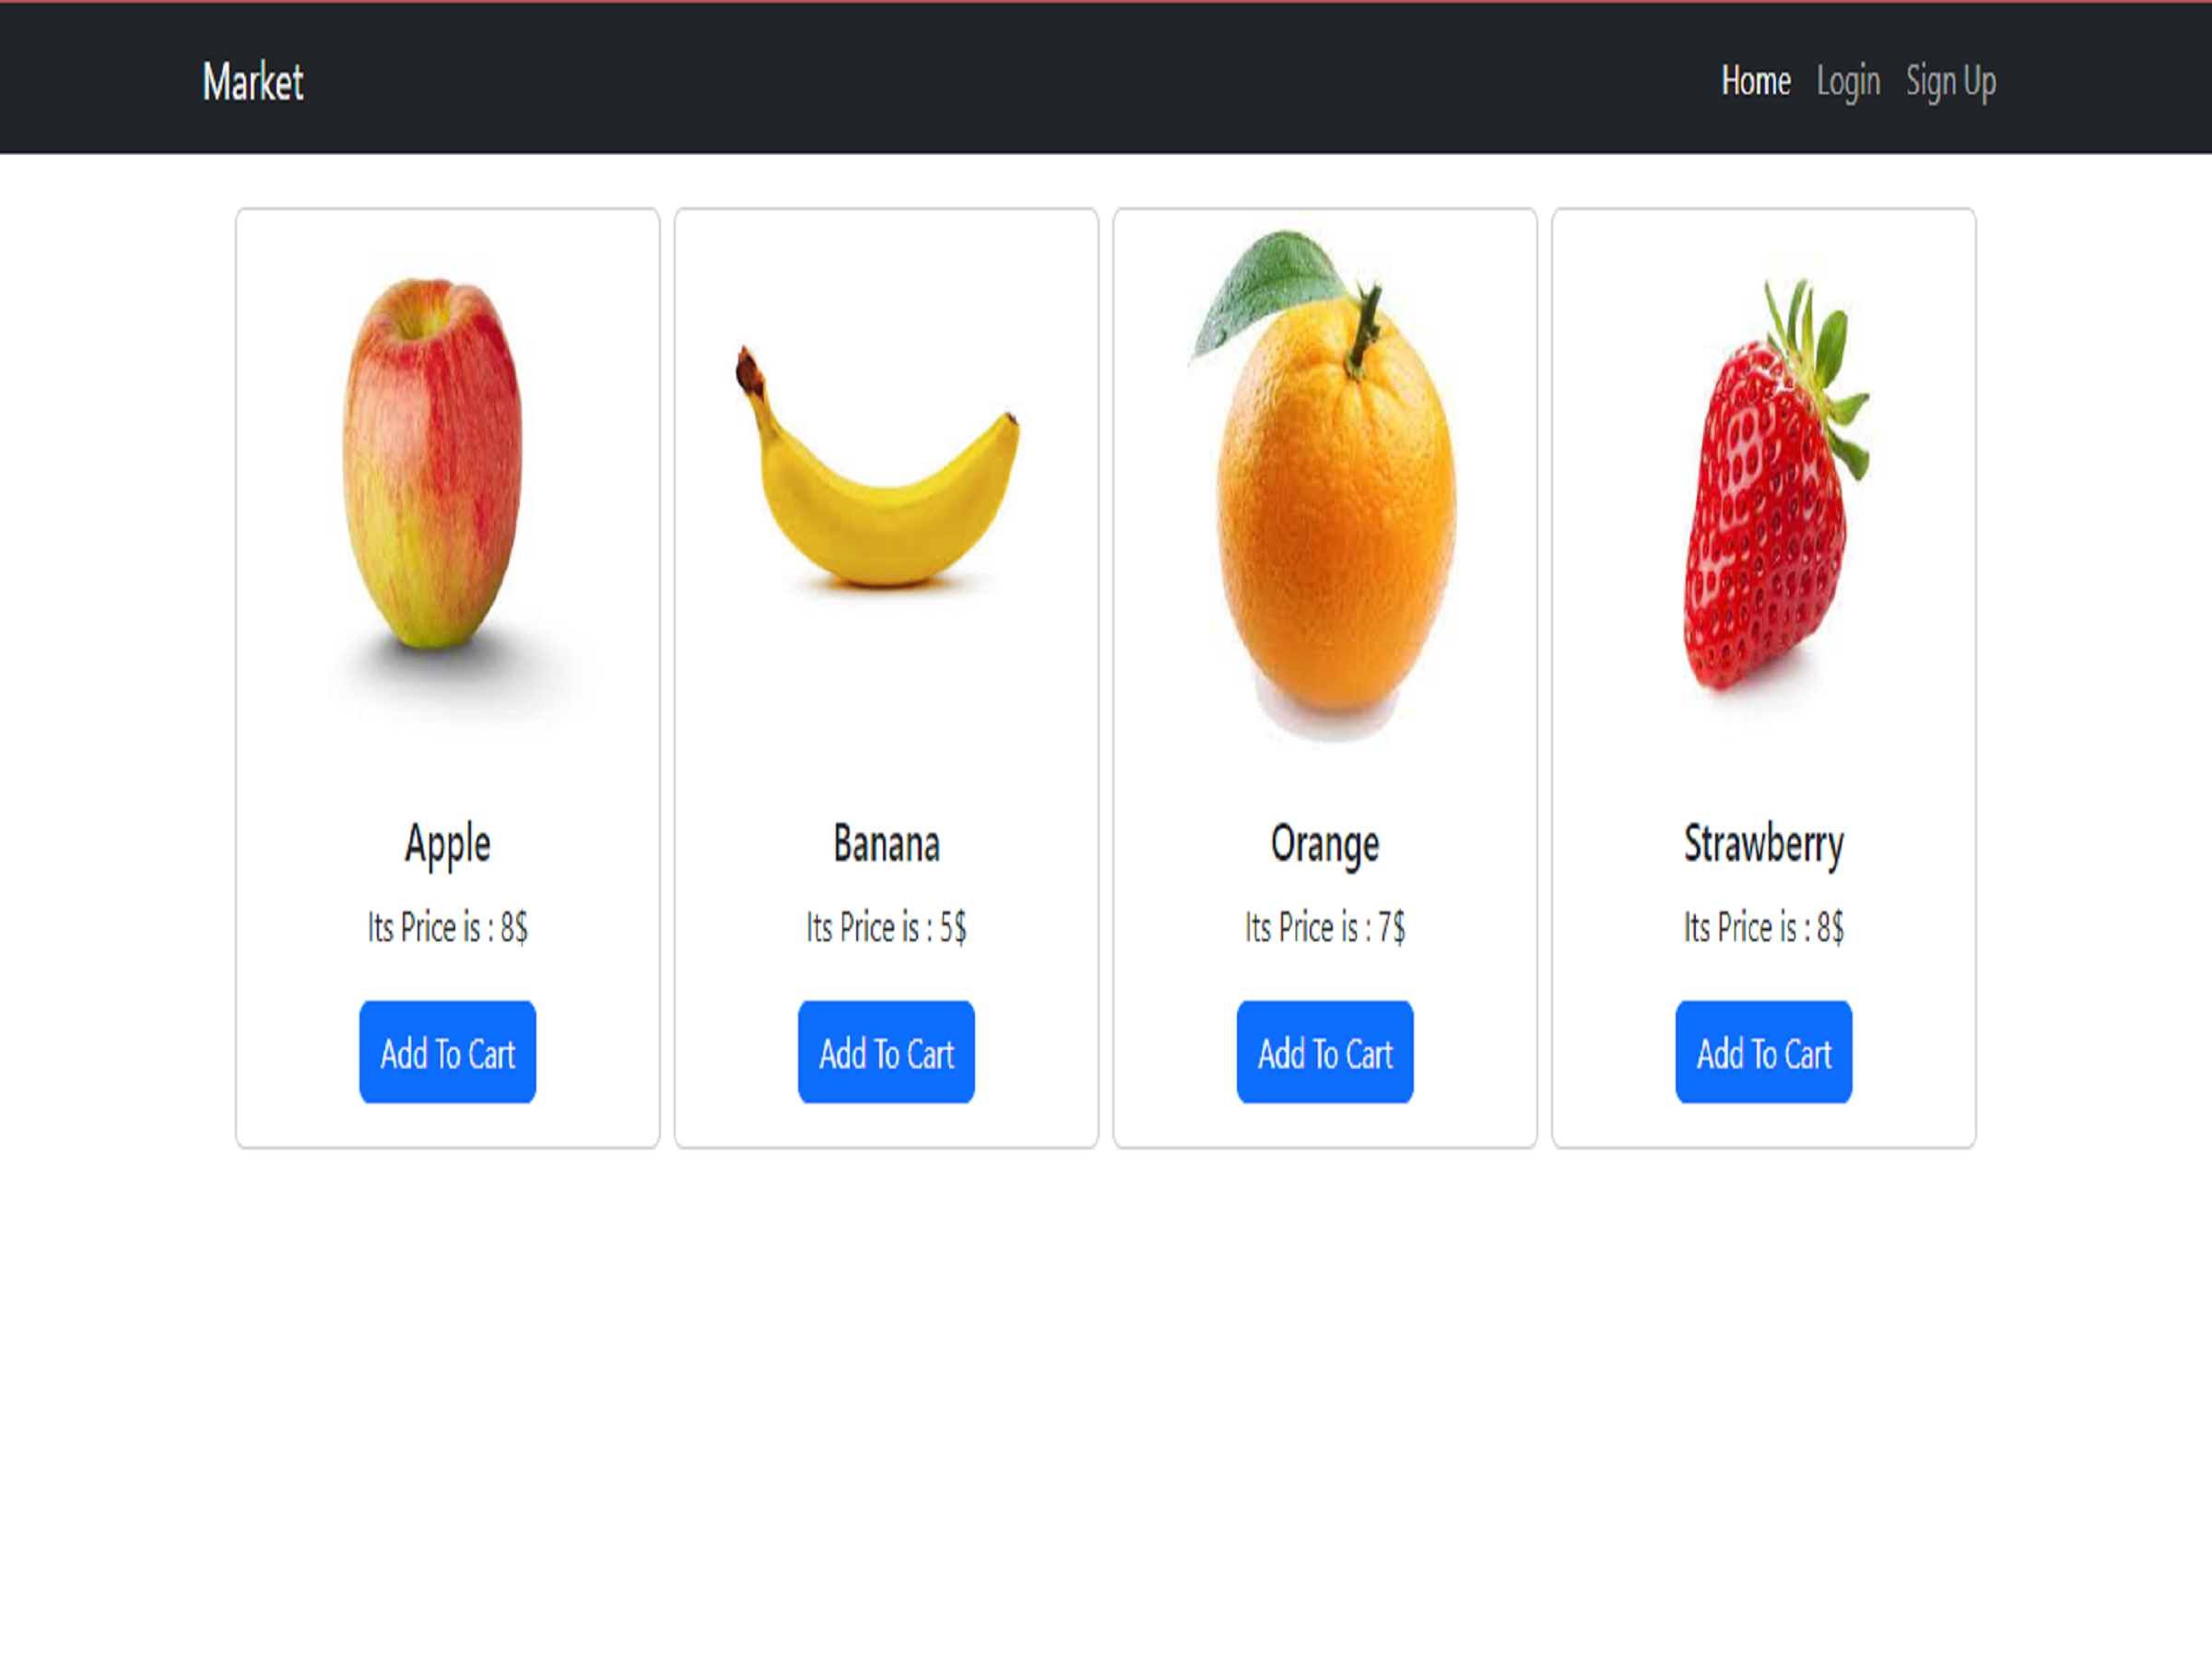 Market Home Login Sign Up
Apple Banana Orange Strawberry
Its Price is : 8$ Its Price is : 5$ Its Price is : 7$ Its Price is : 8$
Add To Cart Add To Cart Add To Cart Add To Cart